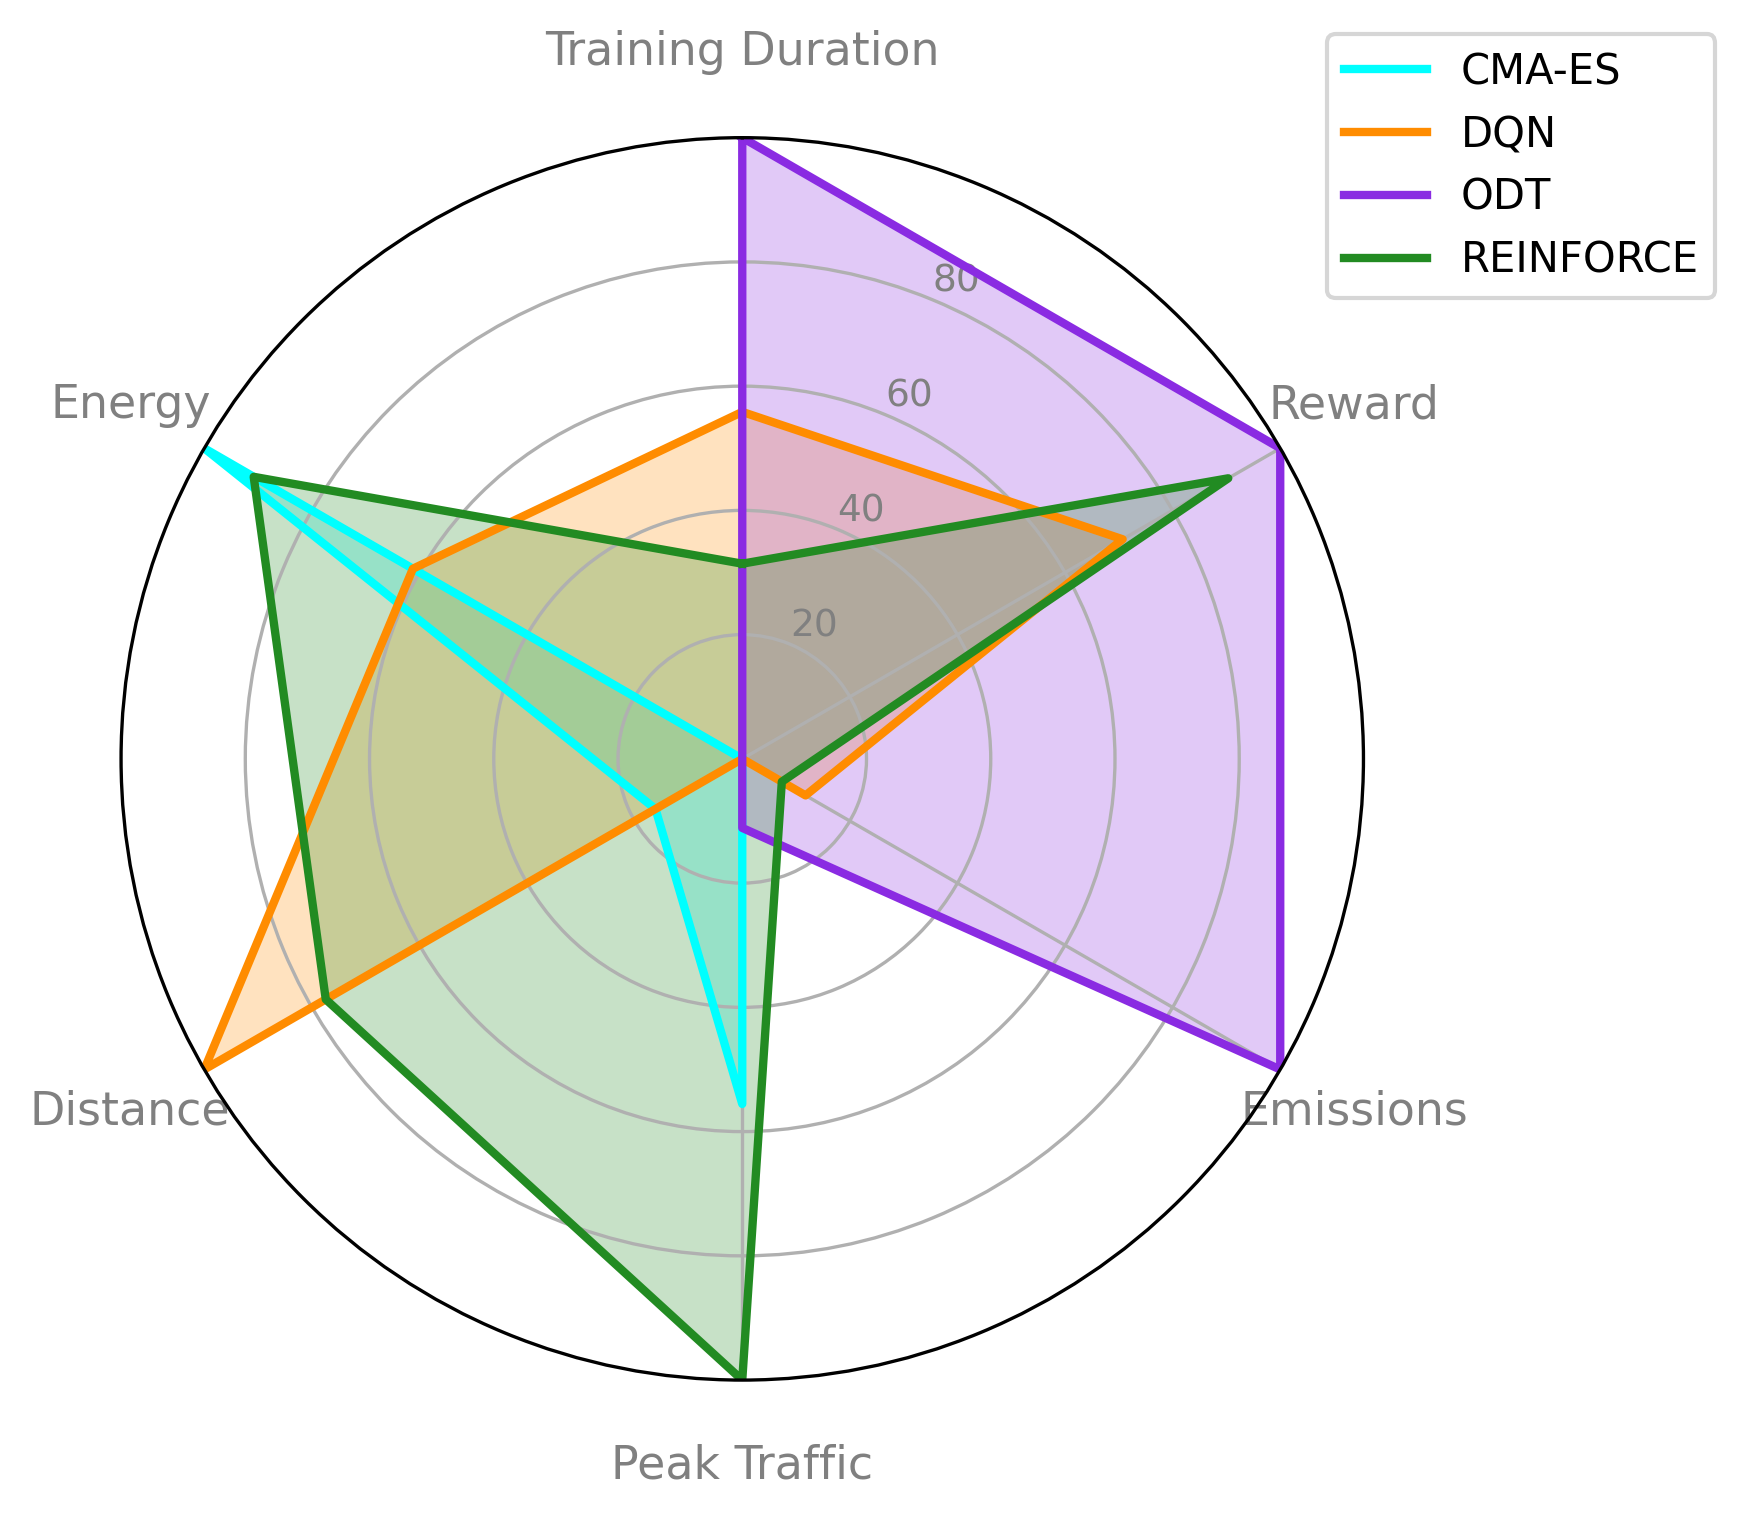 Training Duration
CMA-ES
DQN
ODT
REINFORCE
80
60
40
20
Energy
Reward
Distance
Emissions
Peak Traffic